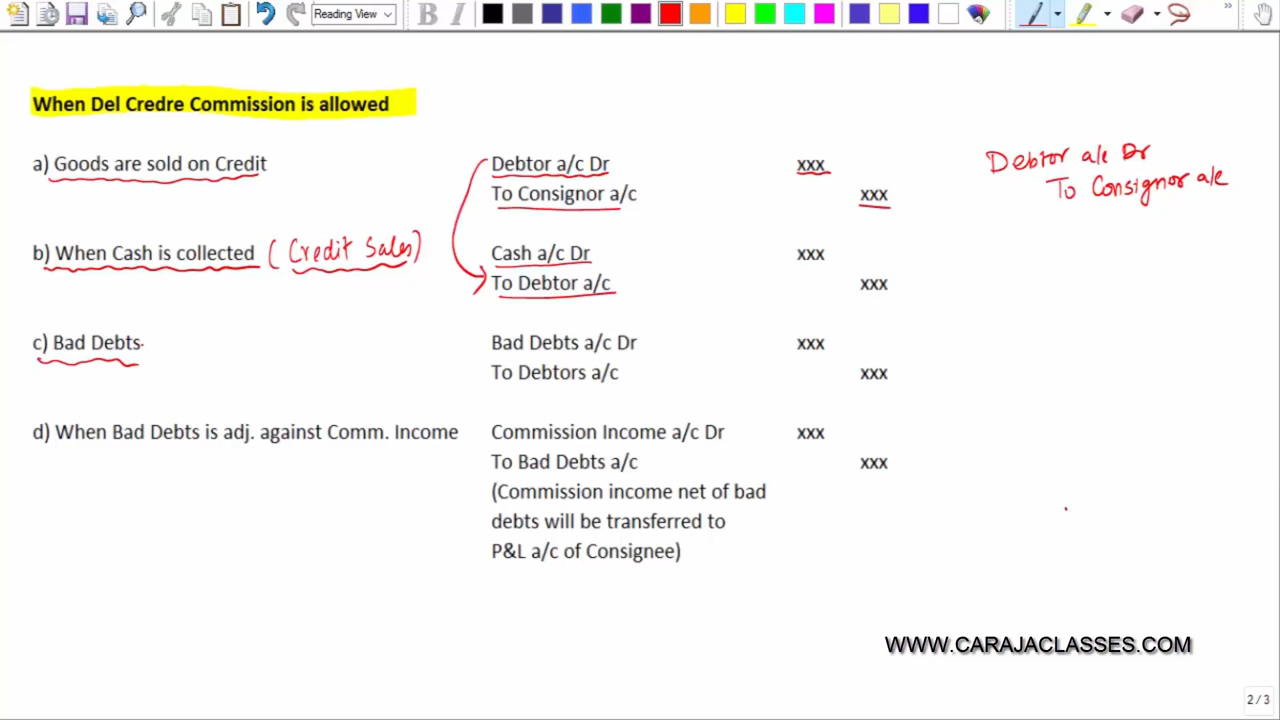 Reading View
B I
When Del Credre Commission is allowed
a) Goods are sold on Credit Debtor a/c Dr xxx
To Consignor a/c xxx
Debtor a/c Dr
To Consignor a/c
b) When Cash is collected (Credit Sales) Cash a/c Dr xxx
To Debtor a/c xxx
c) Bad Debts Bad Debts a/c Dr xxx
To Debtors a/c xxx
d) When Bad Debts is adj. against Comm. Income Commission Income a/c Dr xxx
To Bad Debts a/c xxx
(Commission income net of bad
debts will be transferred to
P&L a/c of Consignee)
WWW.CARAJACLASSES.COM
2/3